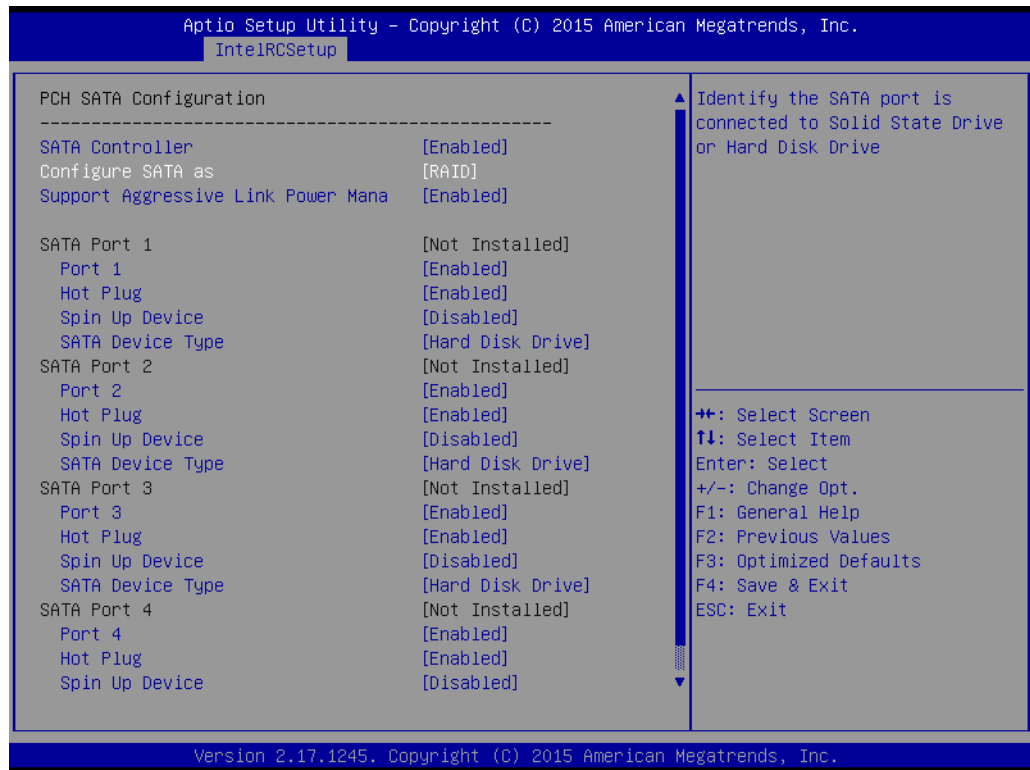 Aptio Setup Utility – Copyright (C) 2015 American Megatrends, Inc.
IntelRCSetup
PCH SATA Configuration
--------------------------------------------------
SATA Controller [Enabled]
Configure SATA as [RAID]
Support Aggressive Link Power Mana [Enabled]
SATA Port 1 [Not Installed]
Port 1 [Enabled]
Hot Plug [Enabled]
Spin Up Device [Disabled]
SATA Device Type [Hard Disk Drive]
SATA Port 2 [Not Installed]
Port 2 [Enabled]
Hot Plug [Enabled]
Spin Up Device [Disabled]
SATA Device Type [Hard Disk Drive]
SATA Port 3 [Not Installed]
Port 3 [Enabled]
Hot Plug [Enabled]
Spin Up Device [Disabled]
SATA Device Type [Hard Disk Drive]
SATA Port 4 [Not Installed]
Port 4 [Enabled]
Hot Plug [Enabled]
Spin Up Device [Disabled]
Identify the SATA port is
connected to Solid State Drive
or Hard Disk Drive
→←: Select Screen
↑↓: Select Item
Enter: Select
+/-: Change Opt.
F1: General Help
F2: Previous Values
F3: Optimized Defaults
F4: Save & Exit
ESC: Exit
Version 2.17.1245. Copyright (C) 2015 American Megatrends, Inc.